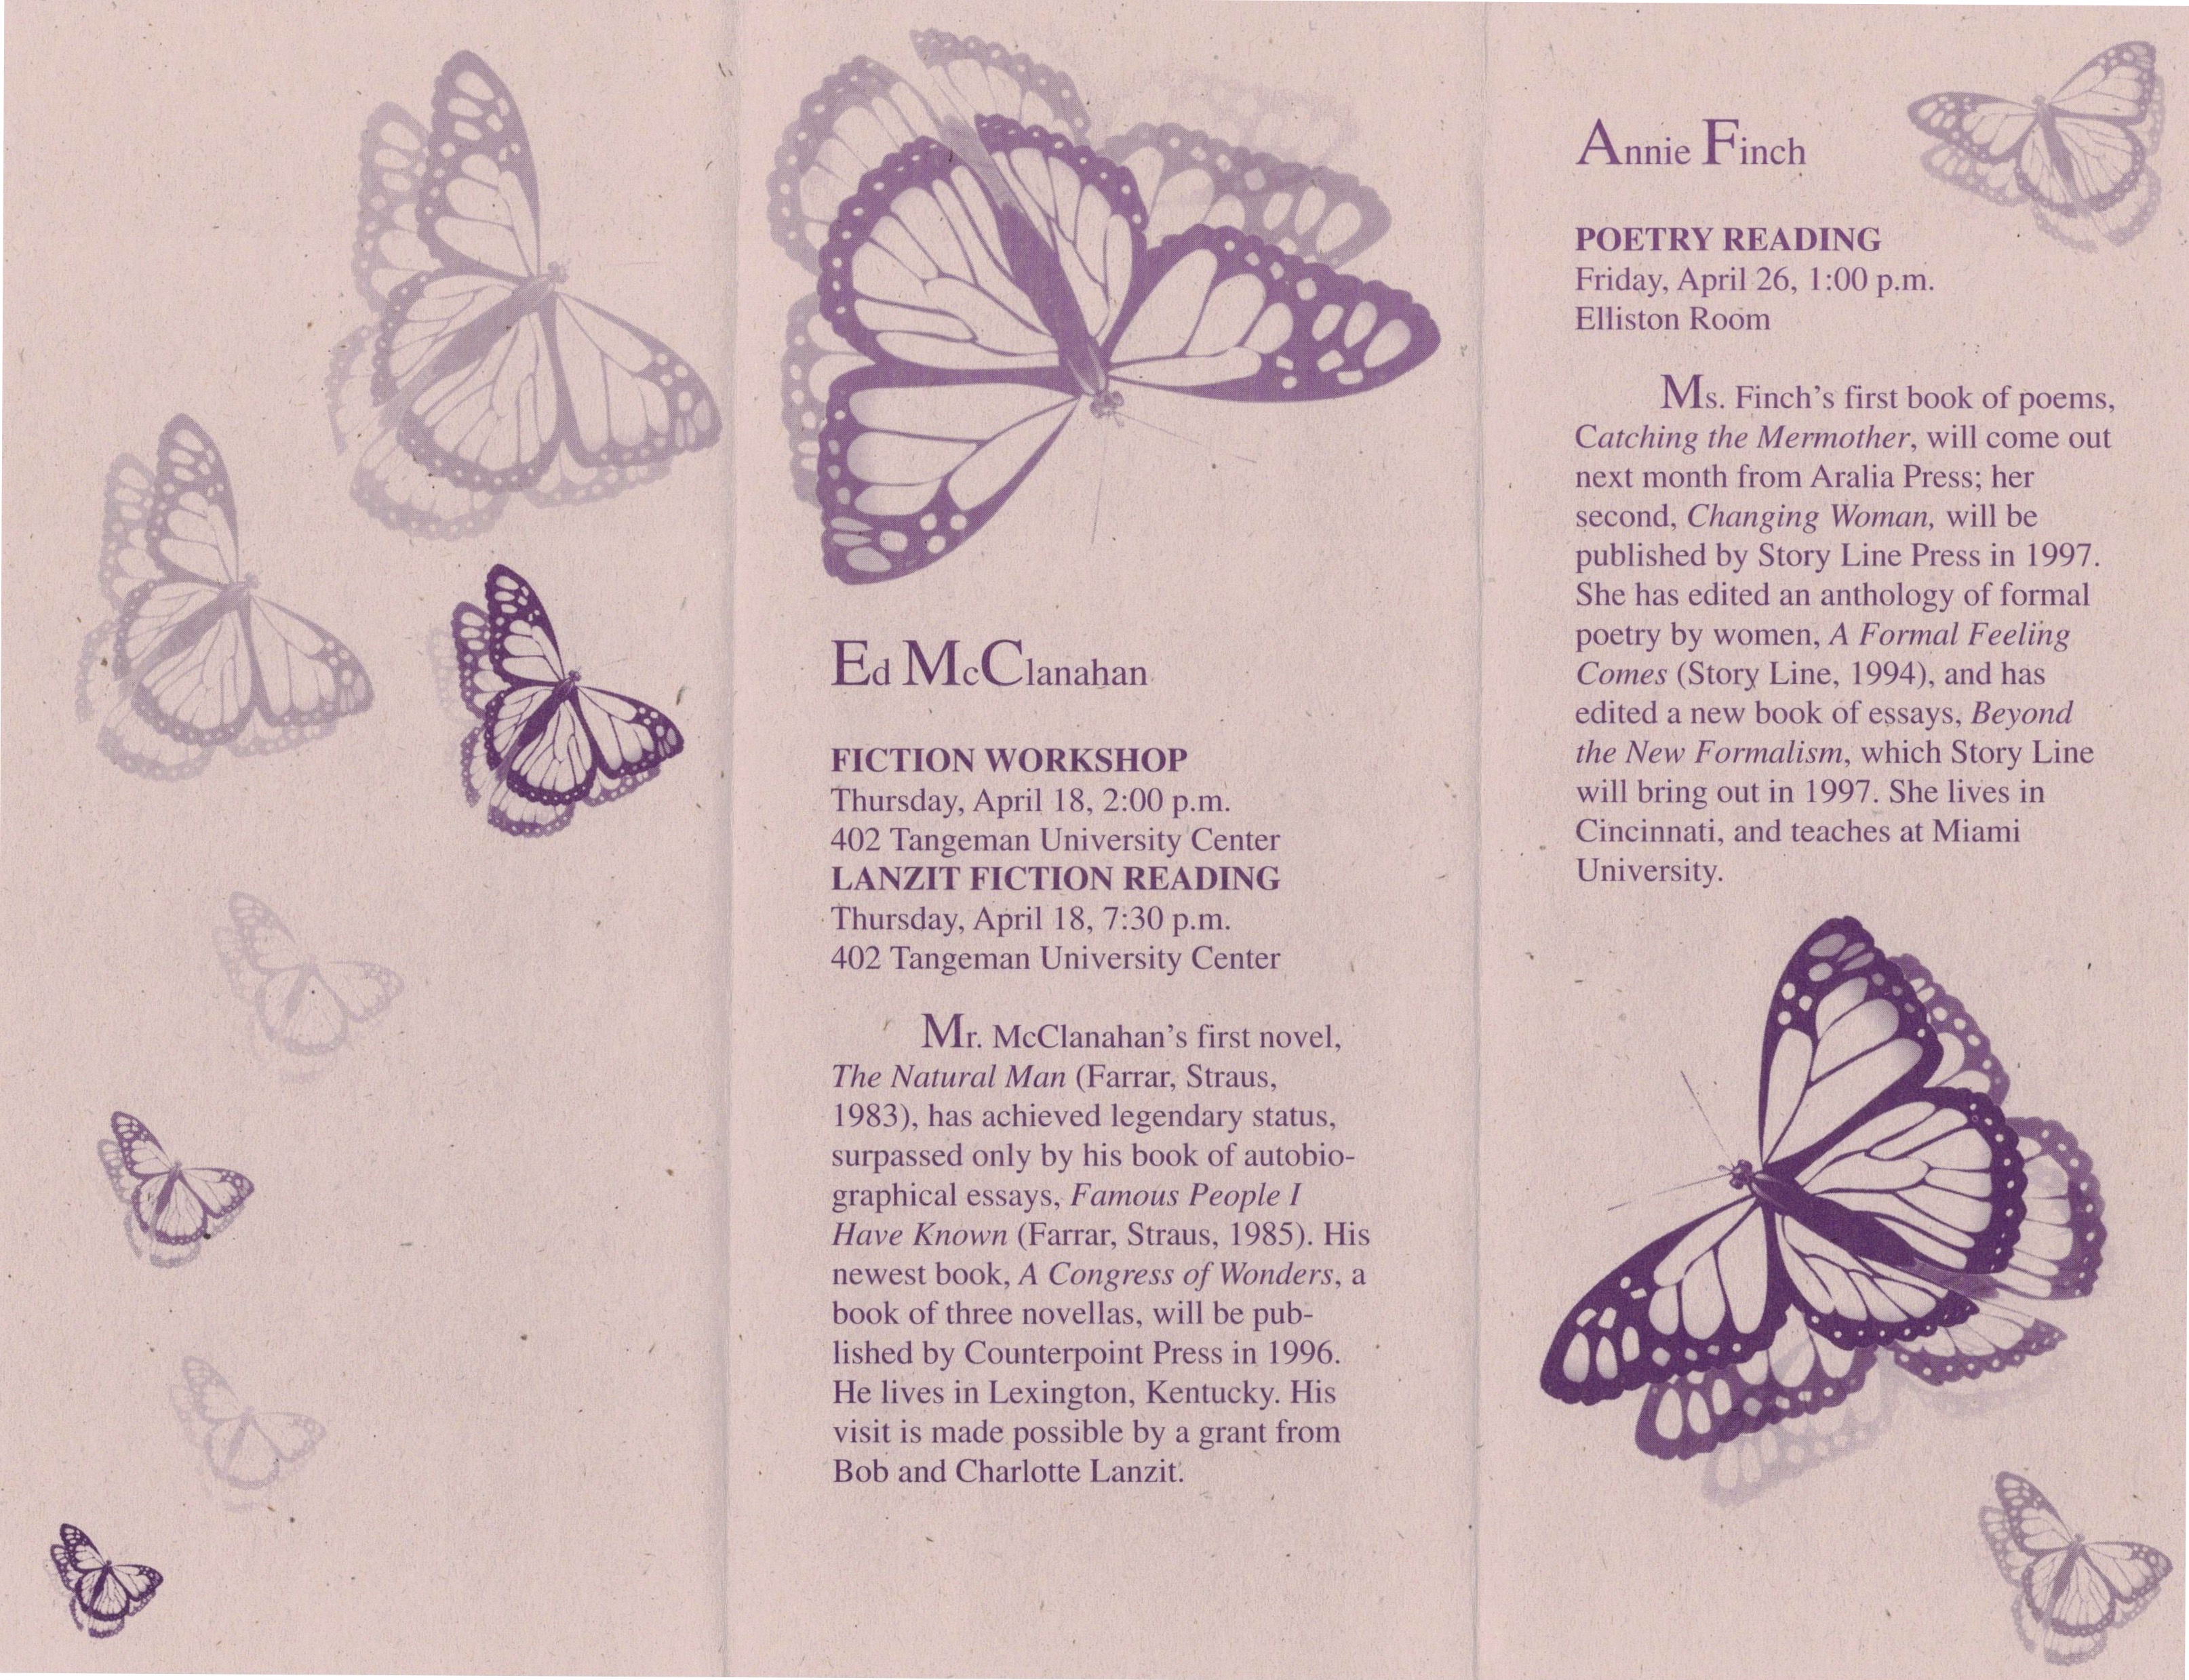 Ed McClanahan
FICTION WORKSHOP
Thursday, April 18, 2:00 p.m.
402 Tangeman University Center
LANZIT FICTION READING
Thursday, April 18, 7:30 p.m.
402 Tangeman University Center
Mr. McClanahan's first novel,
The Natural Man (Farrar, Straus,
1983), has achieved legendary status,
surpassed only by his book of autobio-
graphical essays, Famous People I
Have Known (Farrar, Straus, 1985). His
newest book, A Congress of Wonders, a
book of three novellas, will be pub-
lished by Counterpoint Press in 1996.
He lives in Lexington, Kentucky. His
visit is made possible by a grant from
Bob and Charlotte Lanzit.
Annie Finch
POETRY READING
Friday, April 26, 1:00 p.m.
Elliston Room
Ms. Finch's first book of poems,
Catching the Mermother, will come out
next month from Aralia Press; her
second, Changing Woman, will be
published by Story Line Press in 1997.
She has edited an anthology of formal
poetry by women, A Formal Feeling
Comes (Story Line, 1994), and has
edited a new book of essays, Beyond
the New Formalism, which Story Line
will bring out in 1997. She lives in
Cincinnati, and teaches at Miami
University.